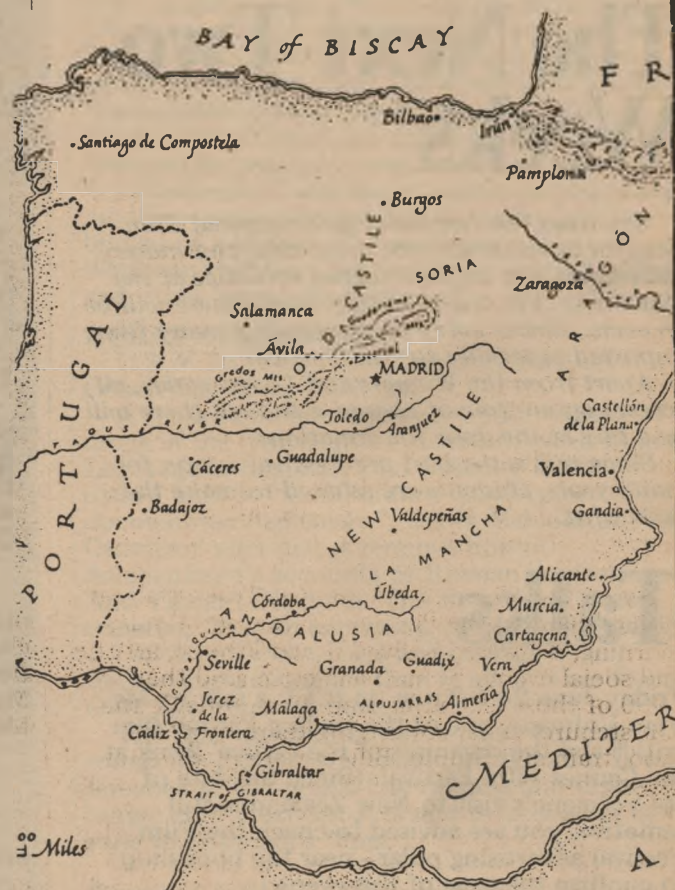 BAY of BISCAY
FR
Bilbao
Irún
Santiago de Compostela
Pamplona
Burgos
CASTILE
SORIA
Zaragoza
ARAGÓN
Salamanca
Ávila
Gredos Mts
MADRID
PORTUGAL
TAGUS RIVER
Toledo
Aranjuez
Castellón
de la Plana
Cáceres
Guadalupe
NEW CASTILE
Valencia
Badajoz
Valdepeñas
Gandia
LA MANCHA
Alicante
Úbeda
Córdoba
Murcia
ANDALUSIA
Cartagena
Seville
Granada
Guadix
Vera
ALPUJARRAS
Almería
Jerez
de la
Frontera
Málaga
Cádiz
MEDITER
Gibraltar
STRAIT of GIBRALTAR
Miles
A